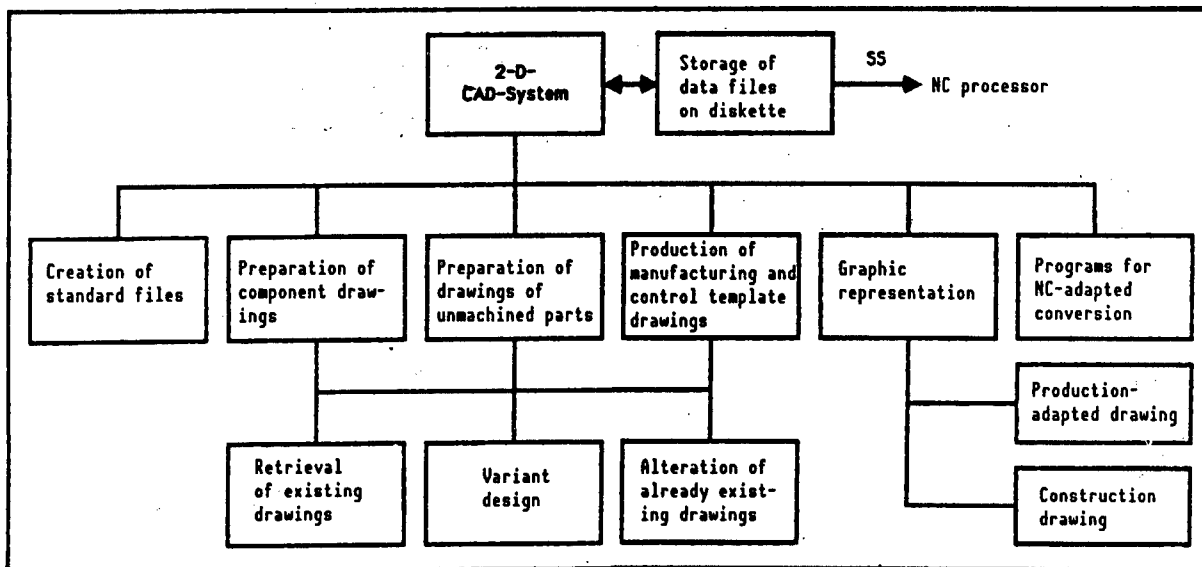 2-D-
CAD-System
Storage of
data files
on diskette
SS
NC processor
Creation of
standard files
Preparation of
component draw-
ings
Preparation of
drawings of
unmachined parts
Production of
manufacturing and
control template
drawings
Graphic
representation
Programs for
NC-adapted
conversion
Retrieval
of existing
drawings
Variant
design
Alteration of
already exist-
ing drawings
Production-
adapted drawing
Construction
drawing